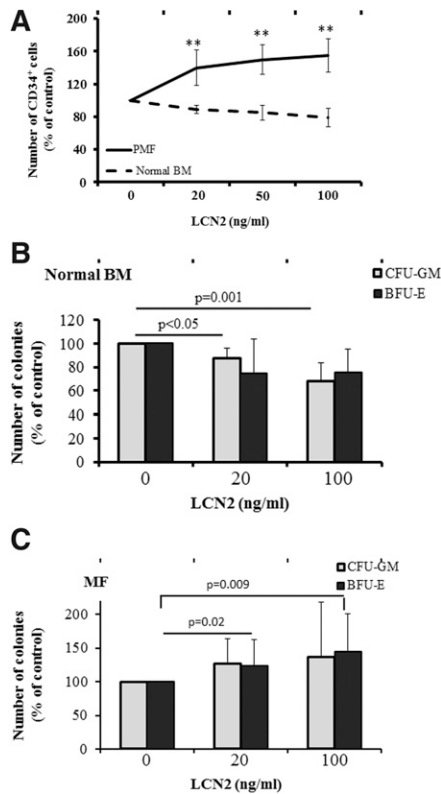 A
Number of CD34+ cells
(% of control)
200
160
120
80
40
0
**
**
**
PMF
Normal BM
0 20 50 100
LCN2 (ng/ml)
B
Normal BM
CFU-GM
BFU-E
p=0.001
p<0.05
Number of colonies
(% of control)
120
100
80
60
40
20
0
0 20 100
LCN2 (ng/ml)
C
MF
CFU-GM
BFU-E
p=0.009
p=0.02
Number of colonies
(% of control)
200
150
100
50
0
0 20 100
LCN2 (ng/ml)